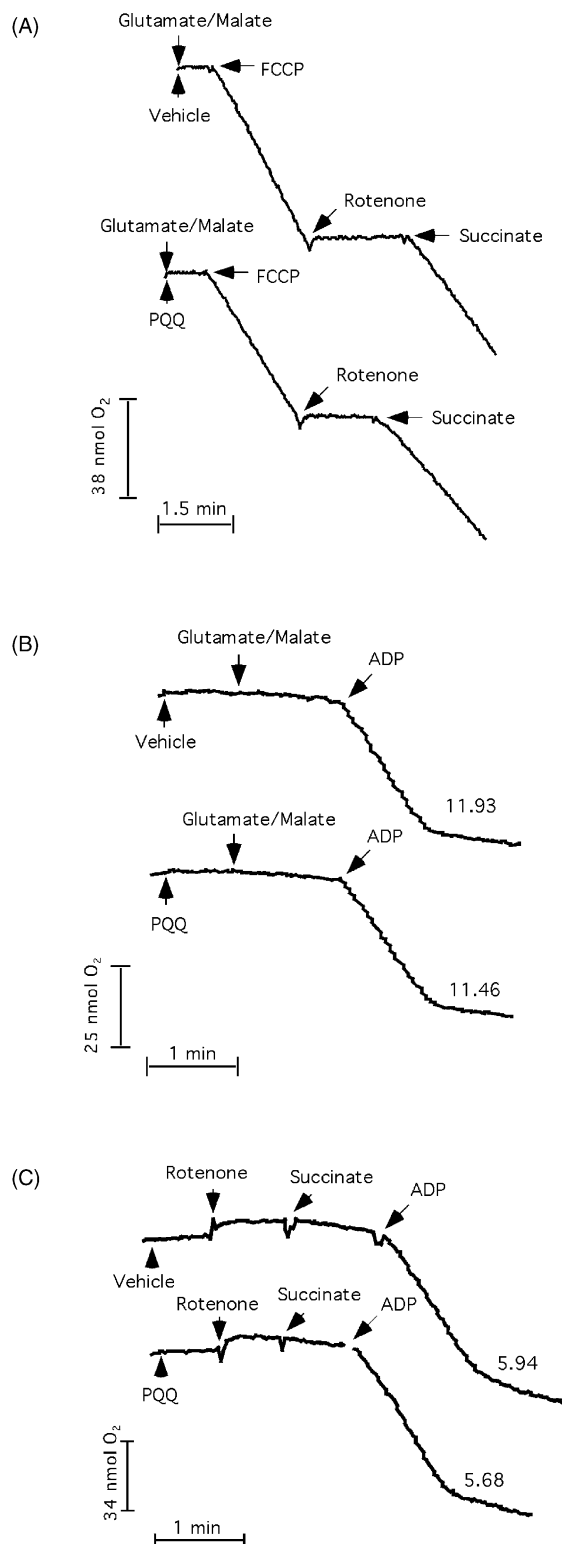 (A)
Glutamate/Malate
FCCP
Vehicle
Rotenone
Succinate
Glutamate/Malate
FCCP
PQQ
Rotenone
Succinate
38 nmol O2
1.5 min
(B)
Glutamate/Malate
ADP
Vehicle
11.93
Glutamate/Malate
ADP
PQQ
11.46
25 nmol O2
1 min
(C)
Rotenone
Succinate
ADP
Vehicle
Rotenone
Succinate
ADP
5.94
PQQ
5.68
34 nmol O2
1 min